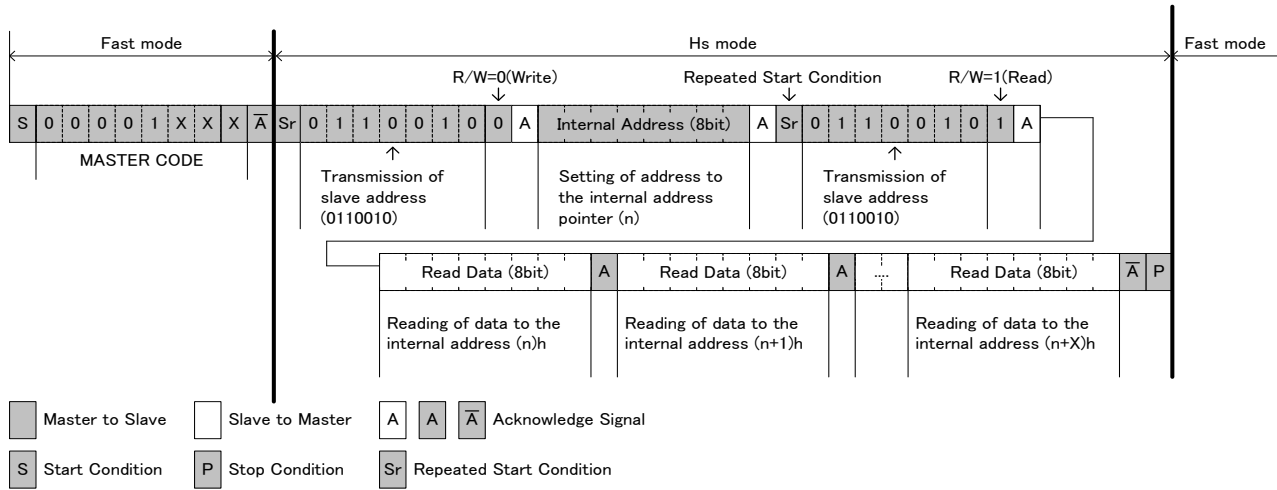 Fast mode Hs mode Fast mode
R/W=0(Write) Repeated Start Condition R/W=1(Read)
S 0 0 0 0 1 X X X A̅ Sr 0 1 1 0 0 1 0 0 A Internal Address (8bit) A Sr 0 1 1 0 0 1 0 1 A
MASTER CODE
Transmission of
slave address
(0110010)
Setting of address to
the internal address
pointer (n)
Transmission of
slave address
(0110010)
Read Data (8bit) A Read Data (8bit) A .... Read Data (8bit) A̅ P
Reading of data to the
internal address (n)h
Reading of data to the
internal address (n+1)h
Reading of data to the
internal address (n+X)h
Master to Slave Slave to Master A A A̅ Acknowledge Signal
S Start Condition P Stop Condition Sr Repeated Start Condition